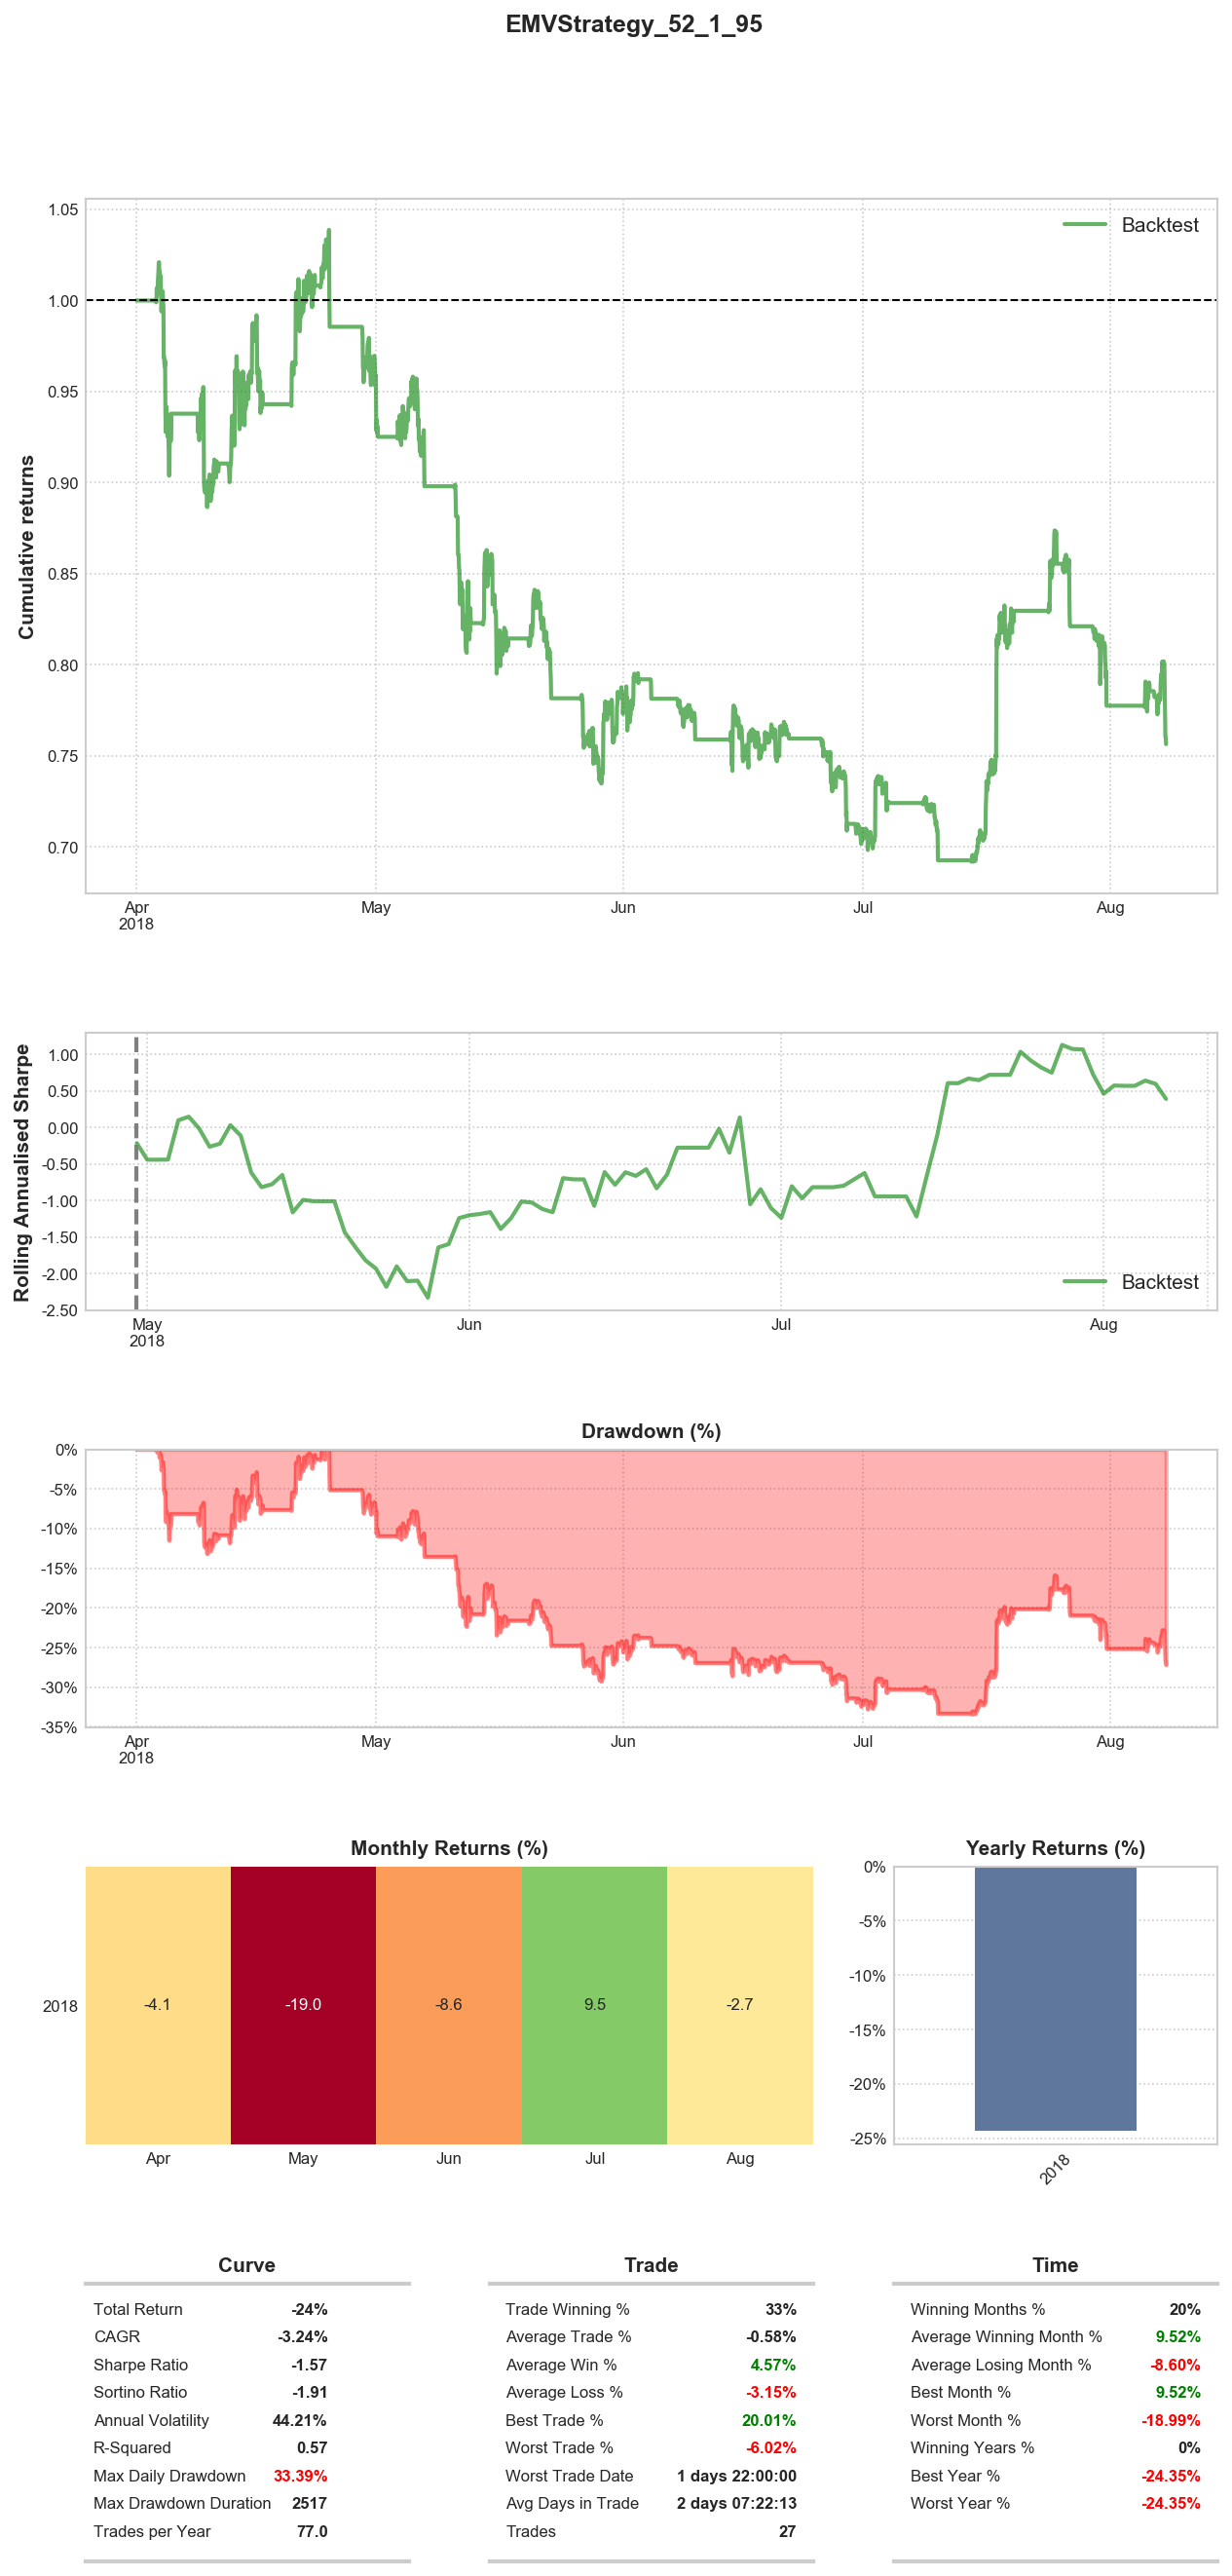 EMVStrategy_52_1_95
1.05
1.00
0.95
0.90
0.85
0.80
0.75
0.70
Cumulative returns
Backtest
Apr May Jun Jul Aug
2018
1.00
0.50
0.00
-0.50
-1.00
-1.50
-2.00
-2.50
Rolling Annualised Sharpe
Backtest
May Jun Jul Aug
2018
Drawdown (%)
0%
-5%
-10%
-15%
-20%
-25%
-30%
-35%
Apr May Jun Jul Aug
2018
Monthly Returns (%)
2018 -4.1 -19.0 -8.6 9.5 -2.7
Apr May Jun Jul Aug
Yearly Returns (%)
0%
-5%
-10%
-15%
-20%
-25%
2018
Curve
Total Return -24%
CAGR -3.24%
Sharpe Ratio -1.57
Sortino Ratio -1.91
Annual Volatility 44.21%
R-Squared 0.57
Max Daily Drawdown 33.39%
Max Drawdown Duration 2517
Trades per Year 77.0
Trade
Trade Winning % 33%
Average Trade % -0.58%
Average Win % 4.57%
Average Loss % -3.15%
Best Trade % 20.01%
Worst Trade % -6.02%
Worst Trade Date 1 days 22:00:00
Avg Days in Trade 2 days 07:22:13
Trades 27
Time
Winning Months % 20%
Average Winning Month % 9.52%
Average Losing Month % -8.60%
Best Month % 9.52%
Worst Month % -18.99%
Winning Years % 0%
Best Year % -24.35%
Worst Year % -24.35%